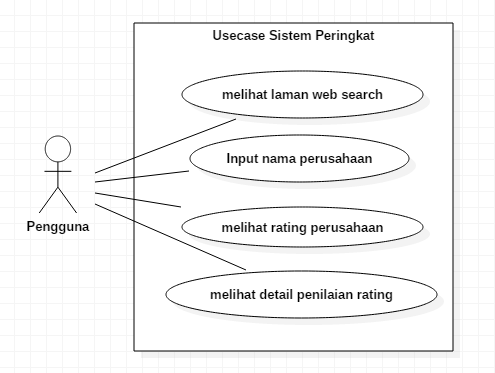 Usecase Sistem Peringkat
melihat laman web search
Input nama perusahaan
melihat rating perusahaan
melihat detail penilaian rating
Pengguna